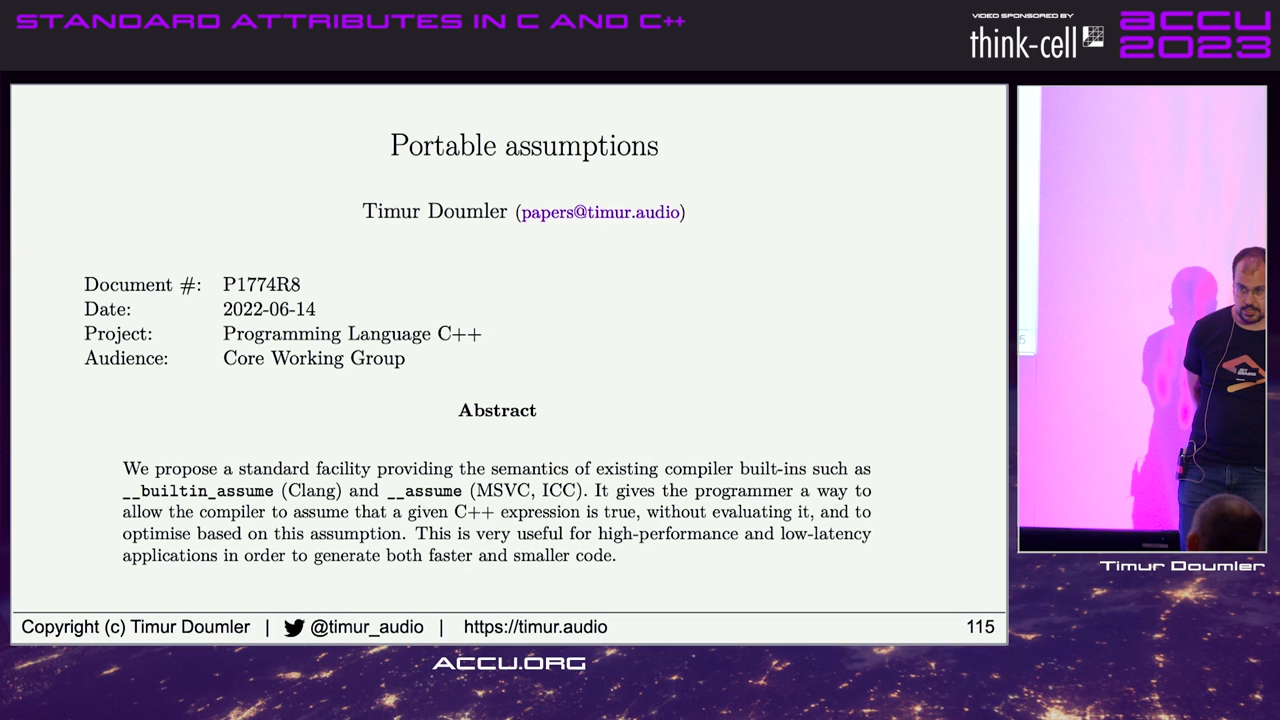 STANDARD ATTRIBUTES IN C AND C++
VIDEO SPONSORED BY
think-cell
ACCU
2023
Portable assumptions
Timur Doumler (papers@timur.audio)
Document #: P1774R8
Date: 2022-06-14
Project: Programming Language C++
Audience: Core Working Group
Abstract
We propose a standard facility providing the semantics of existing compiler built-ins such as
__builtin_assume (Clang) and __assume (MSVC, ICC). It gives the programmer a way to
allow the compiler to assume that a given C++ expression is true, without evaluating it, and to
optimise based on this assumption. This is very useful for high-performance and low-latency
applications in order to generate both faster and smaller code.
Copyright (c) Timur Doumler | @timur_audio | https://timur.audio 115
5
Timur Doumler
ACCU.ORG